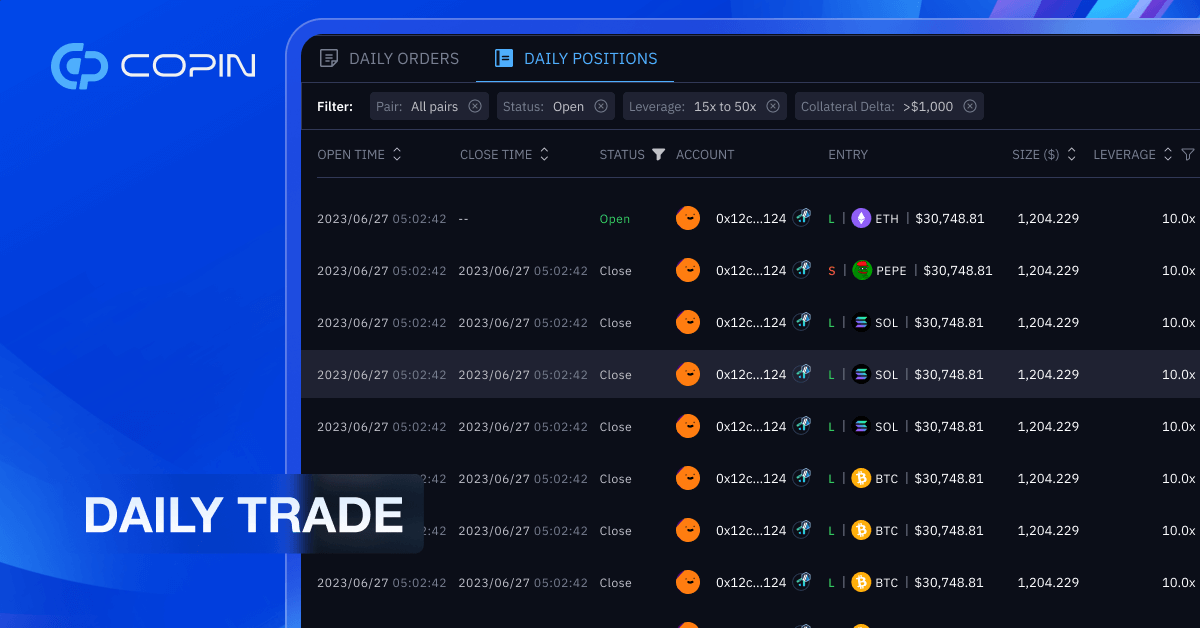 COPIN
DAILY ORDERS DAILY POSITIONS
Filter: Pair: All pairs Status: Open Leverage: 15x to 50x Collateral Delta: >$1,000
OPEN TIME CLOSE TIME STATUS ACCOUNT ENTRY SIZE ($) LEVERAGE
2023/06/27 05:02:42 -- Open 0x12c...124 L | ETH | $30,748.81 1,204.229 10.0x
2023/06/27 05:02:42 2023/06/27 05:02:42 Close 0x12c...124 S | PEPE | $30,748.81 1,204.229 10.0x
2023/06/27 05:02:42 2023/06/27 05:02:42 Close 0x12c...124 L | SOL | $30,748.81 1,204.229 10.0x
2023/06/27 05:02:42 2023/06/27 05:02:42 Close 0x12c...124 L | SOL | $30,748.81 1,204.229 10.0x
2023/06/27 05:02:42 2023/06/27 05:02:42 Close 0x12c...124 L | SOL | $30,748.81 1,204.229 10.0x
2:42 2023/06/27 05:02:42 Close 0x12c...124 L | BTC | $30,748.81 1,204.229 10.0x
DAILY TRADE
2:42 2023/06/27 05:02:42 Close 0x12c...124 L | BTC | $30,748.81 1,204.229 10.0x
2023/06/27 05:02:42 2023/06/27 05:02:42 Close 0x12c...124 L | BTC | $30,748.81 1,204.229 10.0x